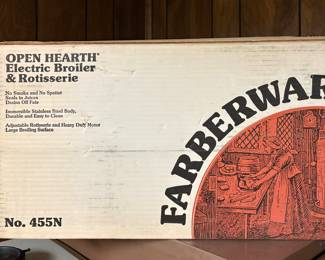 OPEN HEARTH®
Electric Broiler
& Rotisserie
No Smoke and No Spatter
Seals in Juices
Drains Off Fats
Immersible Stainless Steel Body,
Durable and Easy to Clean
Adjustable Rotisserie and Heavy Duty Motor
Large Broiling Surface
FARBERWAR
No. 455N